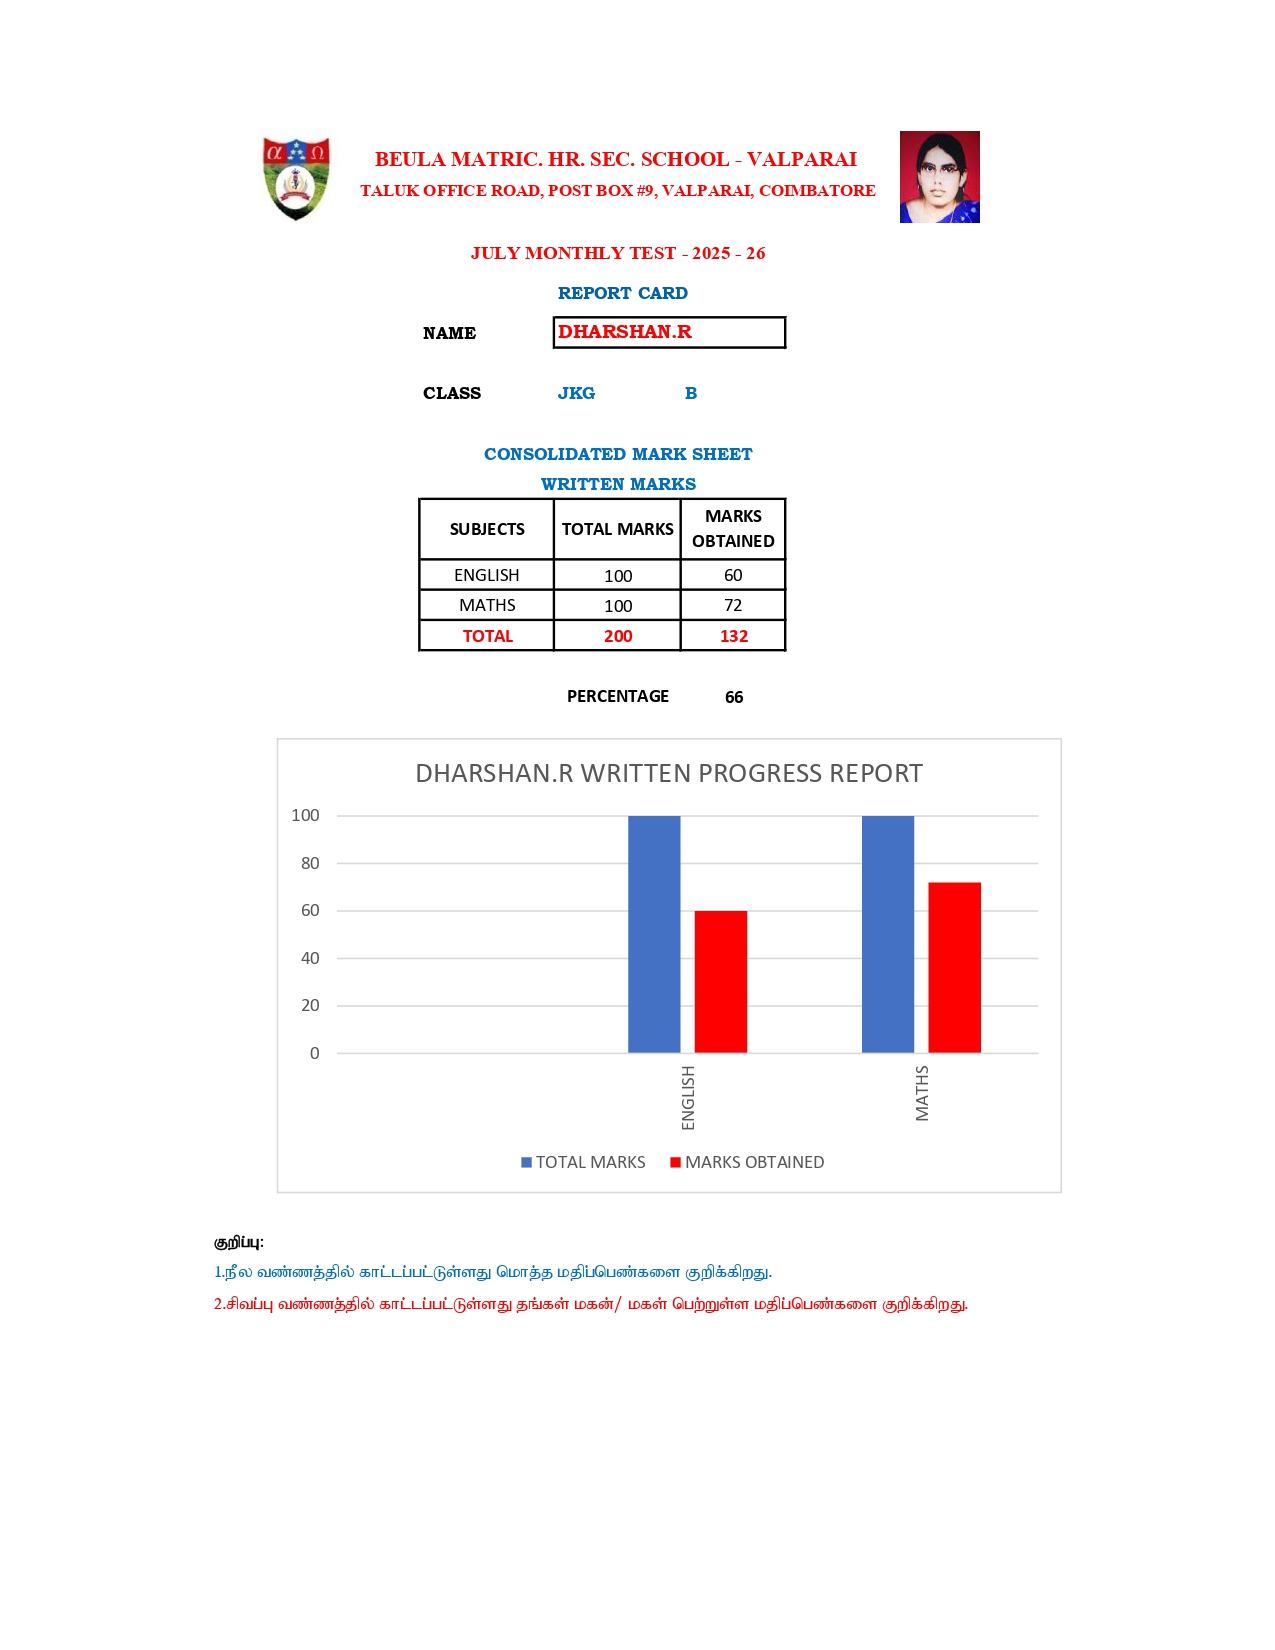 α Ω
BEULA MATRIC. HR. SEC. SCHOOL - VALPARAI
TALUK OFFICE ROAD, POST BOX #9, VALPARAI, COIMBATORE
JULY MONTHLY TEST - 2025 - 26
REPORT CARD
NAME DHARSHAN.R
CLASS JKG B
CONSOLIDATED MARK SHEET
WRITTEN MARKS
SUBJECTS TOTAL MARKS MARKS OBTAINED
ENGLISH 100 60
MATHS 100 72
TOTAL 200 132
PERCENTAGE 66
DHARSHAN.R WRITTEN PROGRESS REPORT
100
80
60
40
20
0
ENGLISH MATHS
TOTAL MARKS MARKS OBTAINED
குறிப்பு:
1.நீல வண்ணத்தில் காட்டப்பட்டுள்ளது மொத்த மதிப்பெண்களை குறிக்கிறது.
2.சிவப்பு வண்ணத்தில் காட்டப்பட்டுள்ளது தங்கள் மகன்/ மகள் பெற்றுள்ள மதிப்பெண்களை குறிக்கிறது.